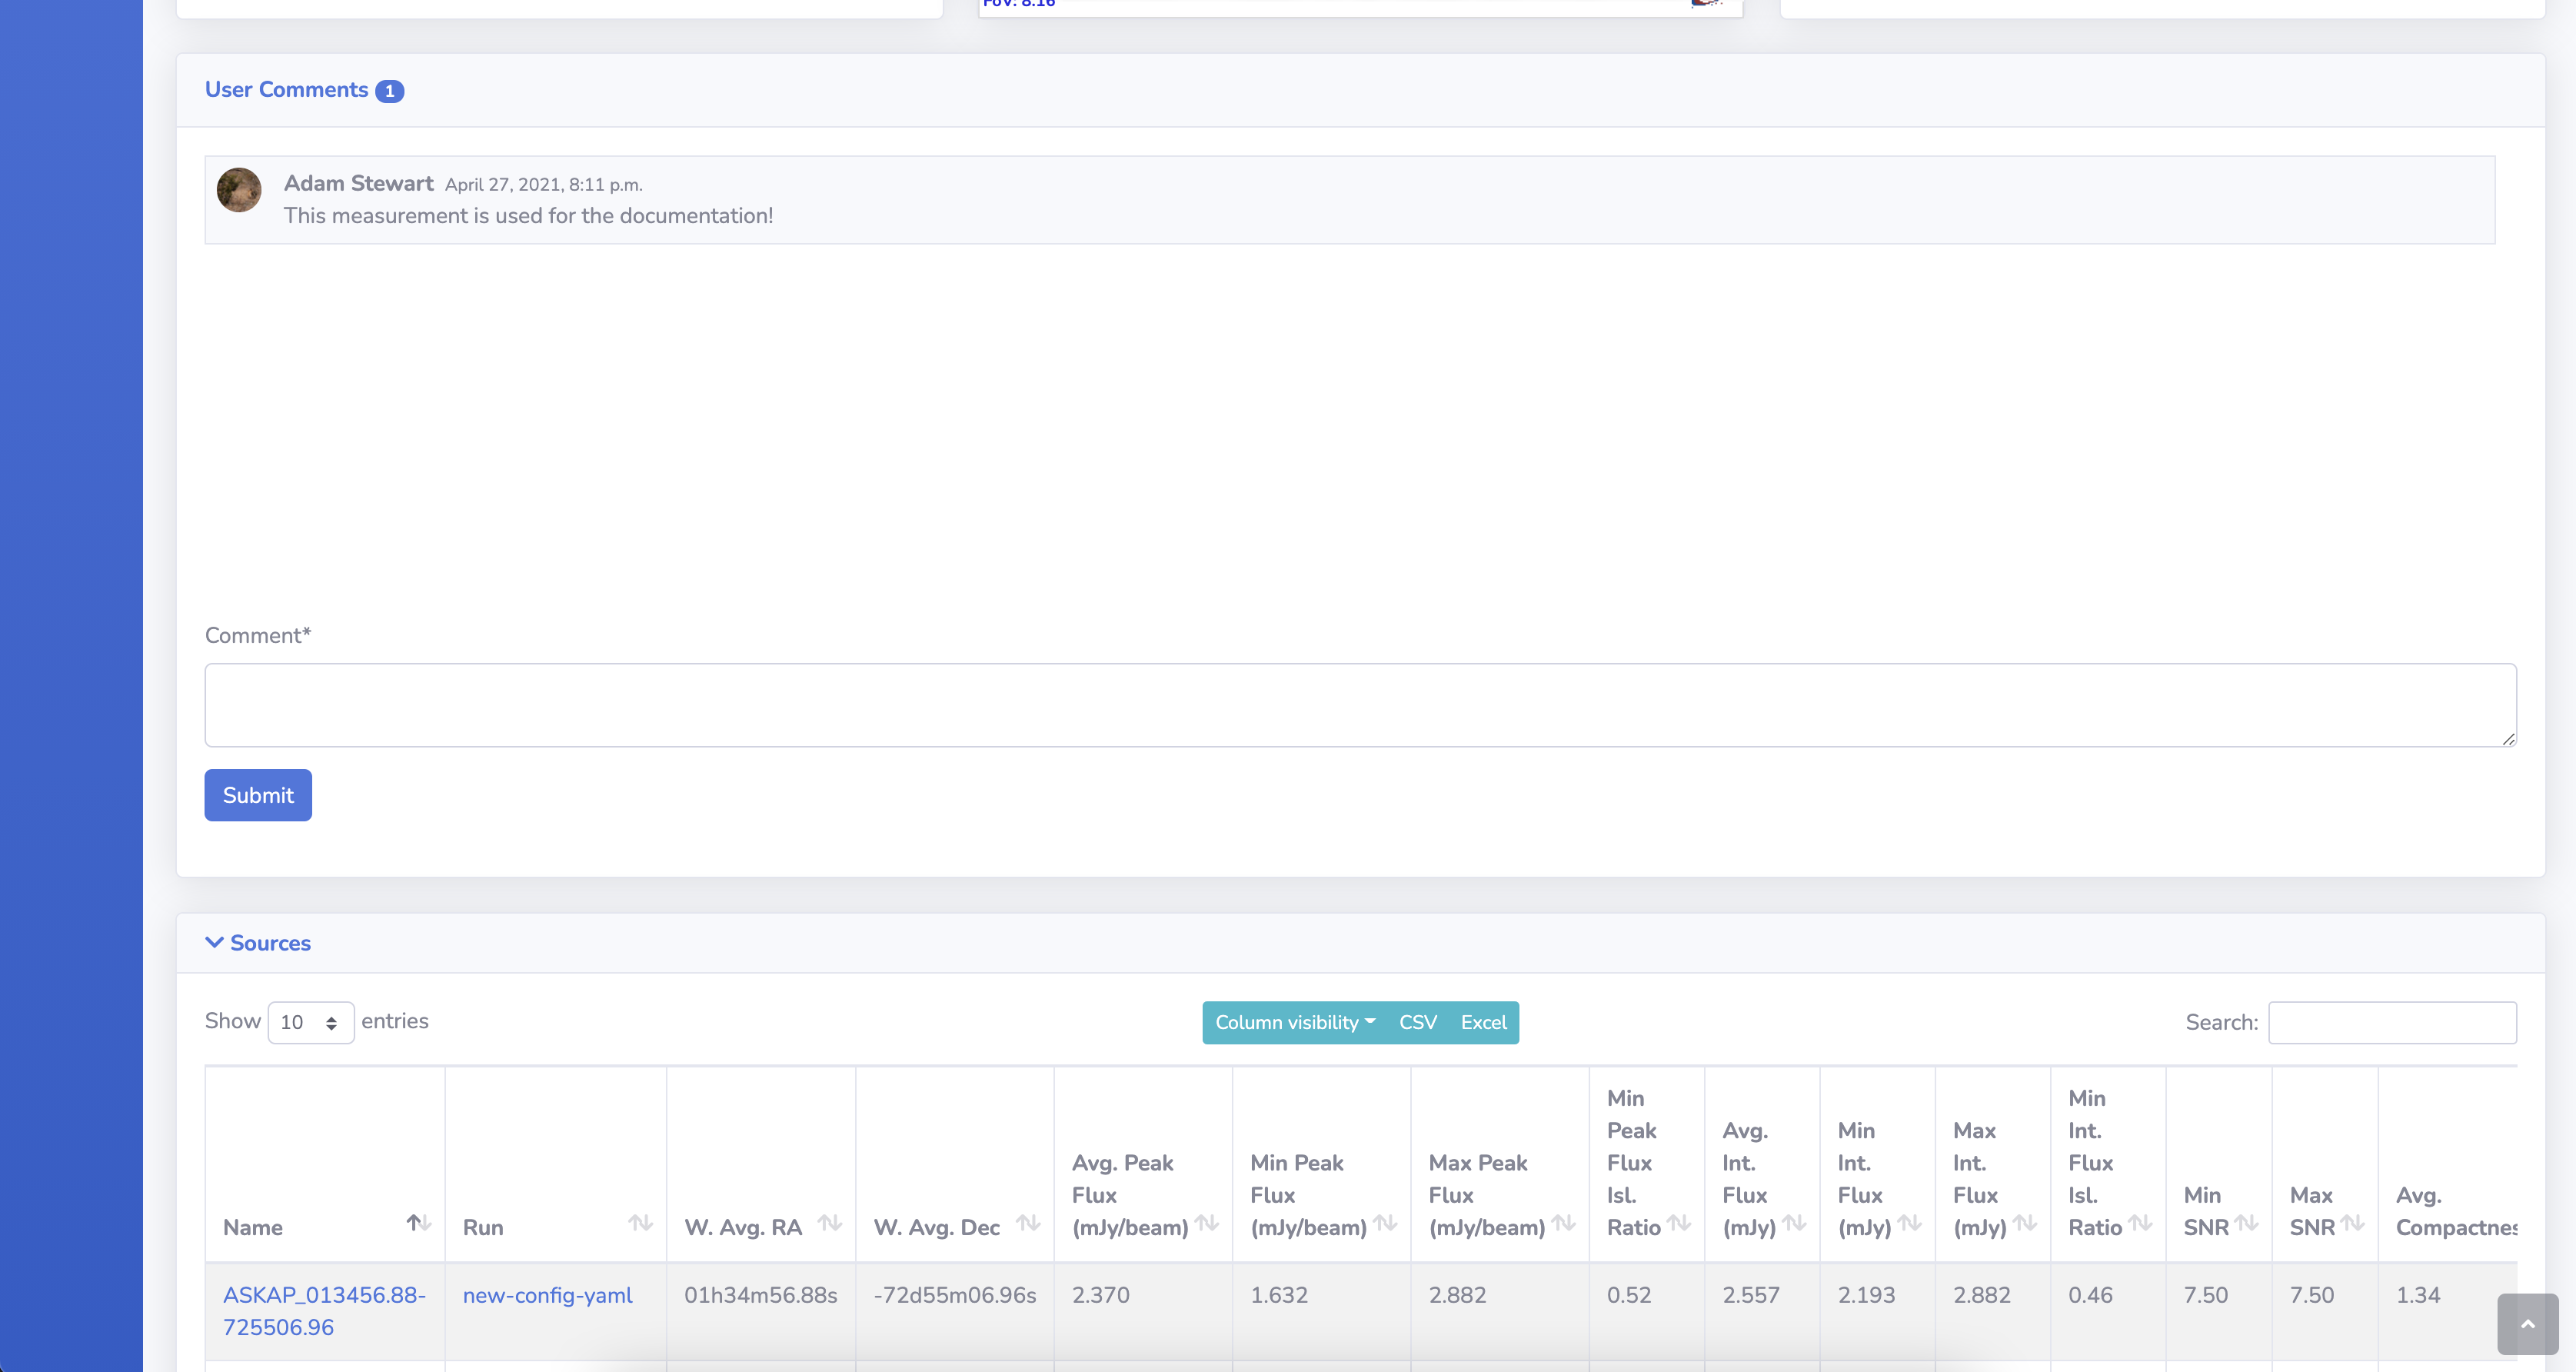 FoV: 8.16'
User Comments 1
Adam Stewart April 27, 2021, 8:11 p.m.
This measurement is used for the documentation!
Comment*
Submit
Sources
Show 10 entries
Column visibility CSV Excel
Search:
Name
Run
W. Avg. RA
W. Avg. Dec
Avg. Peak
Flux
(mJy/beam)
Min Peak
Flux
(mJy/beam)
Max Peak
Flux
(mJy/beam)
Min
Peak
Flux
Isl.
Ratio
Avg.
Int.
Flux
(mJy)
Min
Int.
Flux
(mJy)
Max
Int.
Flux
(mJy)
Min
Int.
Flux
Isl.
Ratio
Min
SNR
Max
SNR
Avg.
Compactnes
ASKAP_013456.88-
725506.96
new-config-yaml
01h34m56.88s
-72d55m06.96s
2.370
1.632
2.882
0.52
2.557
2.193
2.882
0.46
7.50
7.50
1.34